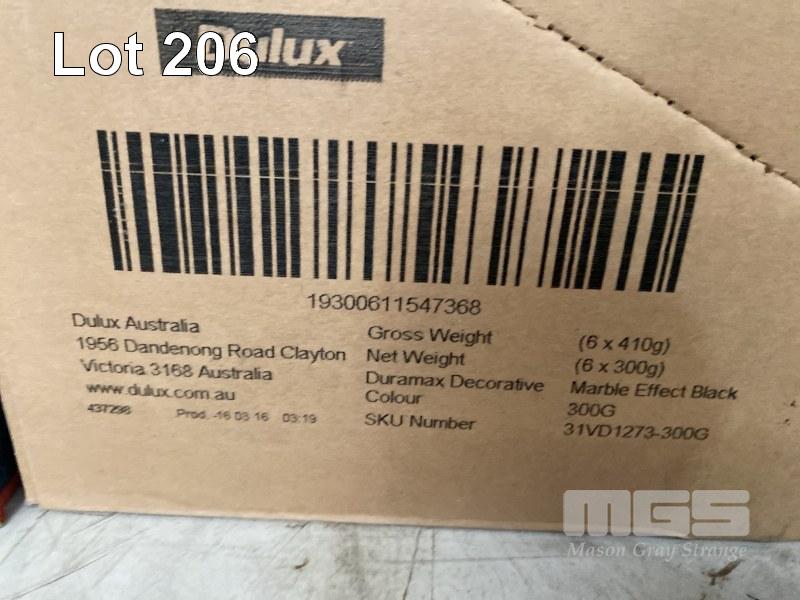 Lot 206
Dulux
19300611547368
Dulux Australia
1956 Dandenong Road Clayton
Victoria 3168 Australia
www.dulux.com.au
437298 Prod. -16 03 16 03:19
Gross Weight (6 x 410g)
Net Weight (6 x 300g)
Duramax Decorative Marble Effect Black
Colour 300G
SKU Number 31VD1273-300G
MGS
Mason Gray Strange